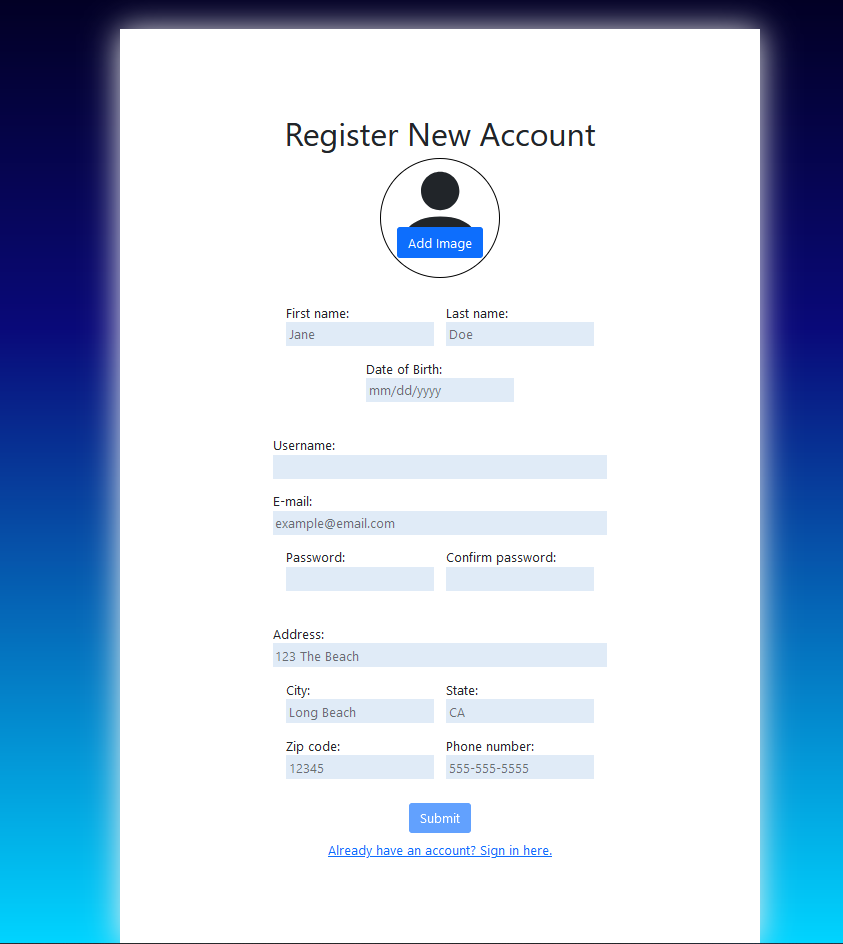 Register New Account
Add Image
First name: Last name:
Jane Doe
Date of Birth:
mm/dd/yyyy
Username:
E-mail:
example@email.com
Password: Confirm password:
Address:
123 The Beach
City: State:
Long Beach CA
Zip code: Phone number:
12345 555-555-5555
Submit
Already have an account? Sign in here.